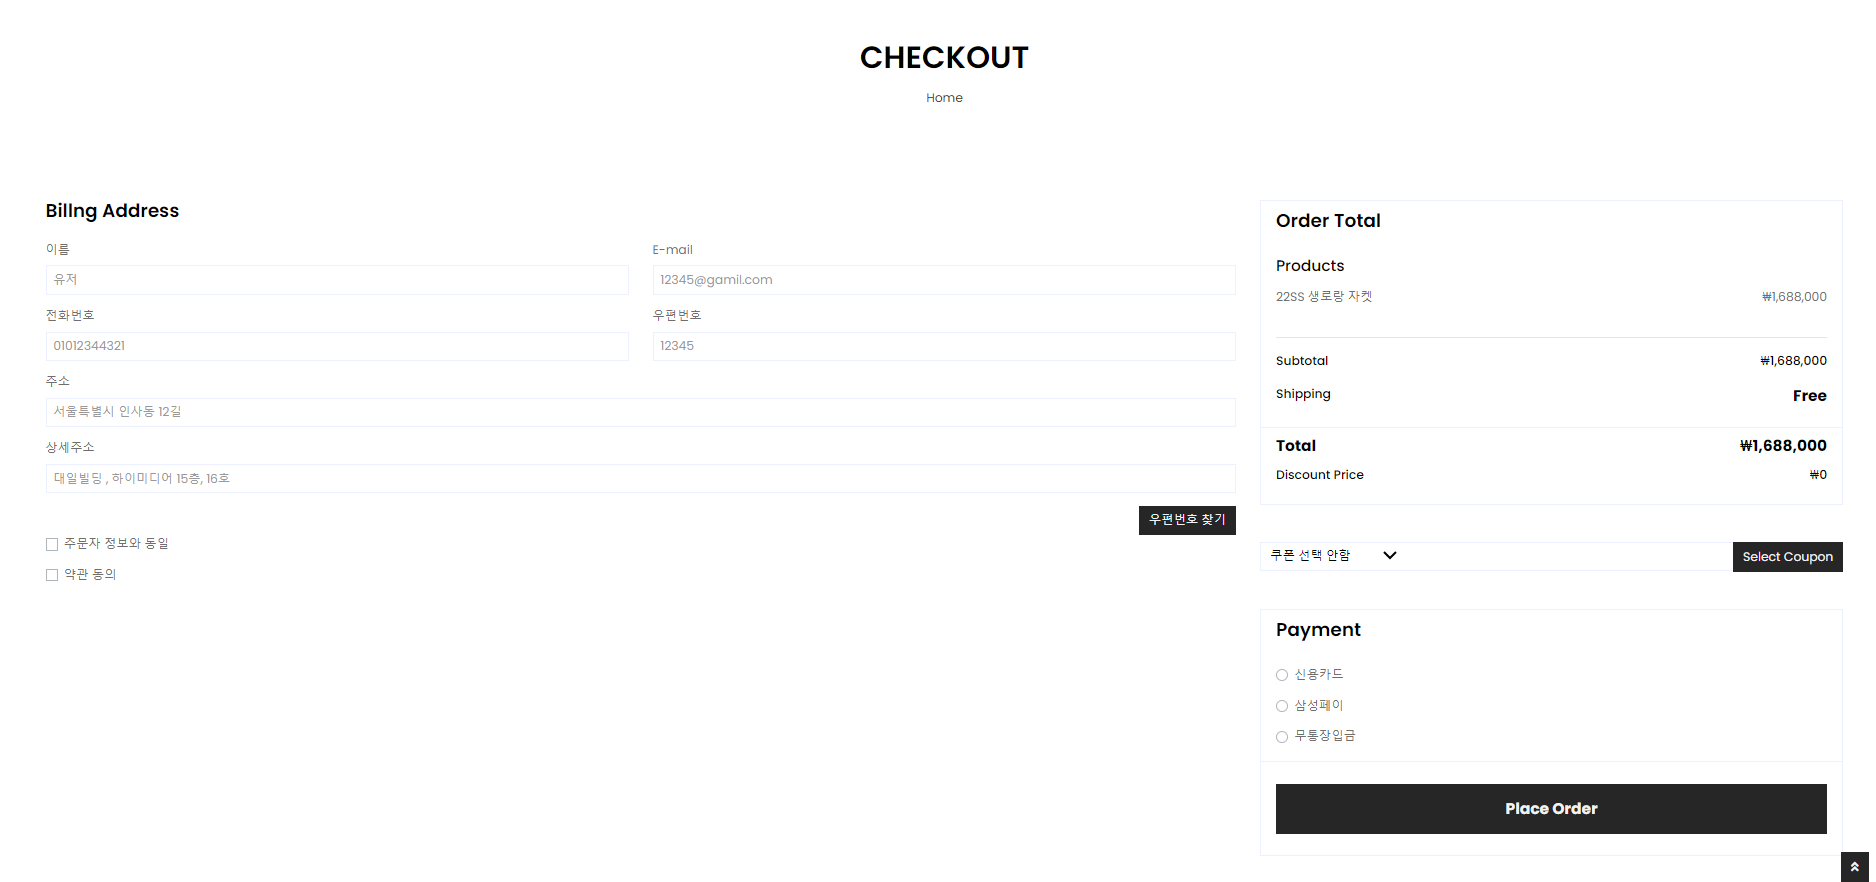 CHECKOUT
Home
Billng Address
이름
E-mail
유저
12345@gamil.com
전화번호
우편번호
01012344321
12345
주소
서울특별시 인사동 12길
상세주소
대일빌딩 , 하이미디어 15층, 16호
우편번호 찾기
주문자 정보와 동일
약관 동의
Order Total
Products
22SS 생로랑 자켓 ₩1,688,000
Subtotal ₩1,688,000
Shipping Free
Total ₩1,688,000
Discount Price ₩0
쿠폰 선택 안함
Select Coupon
Payment
신용카드
삼성페이
무통장입금
Place Order